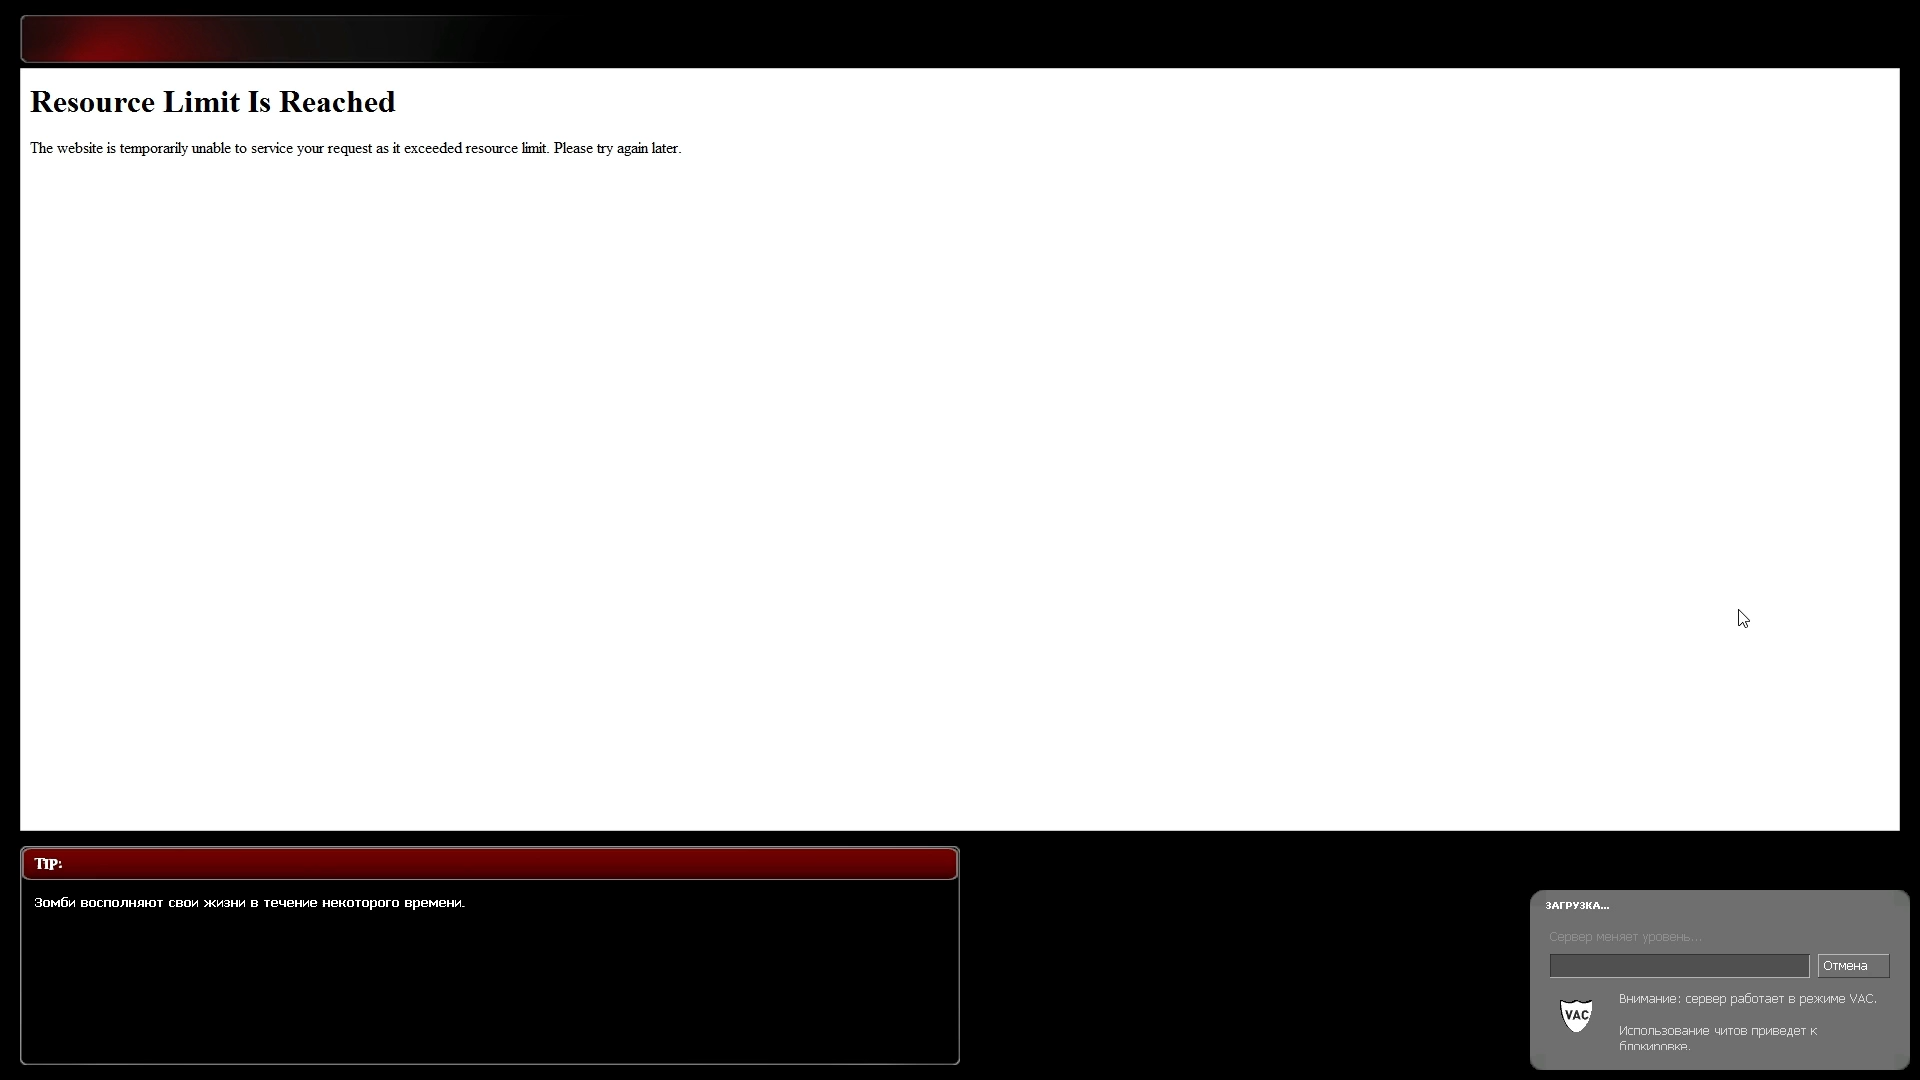 Resource Limit Is Reached
The website is temporarily unable to service your request as it exceeded resource limit. Please try again later.
TIP:
Зомби восполняют свои жизни в течение некоторого времени.
ЗАГРУЗКА...
Сервер меняет уровень...
Отмена
VAC
Внимание: сервер работает в режиме VAC.
Использование читов приведет к
блокировке.